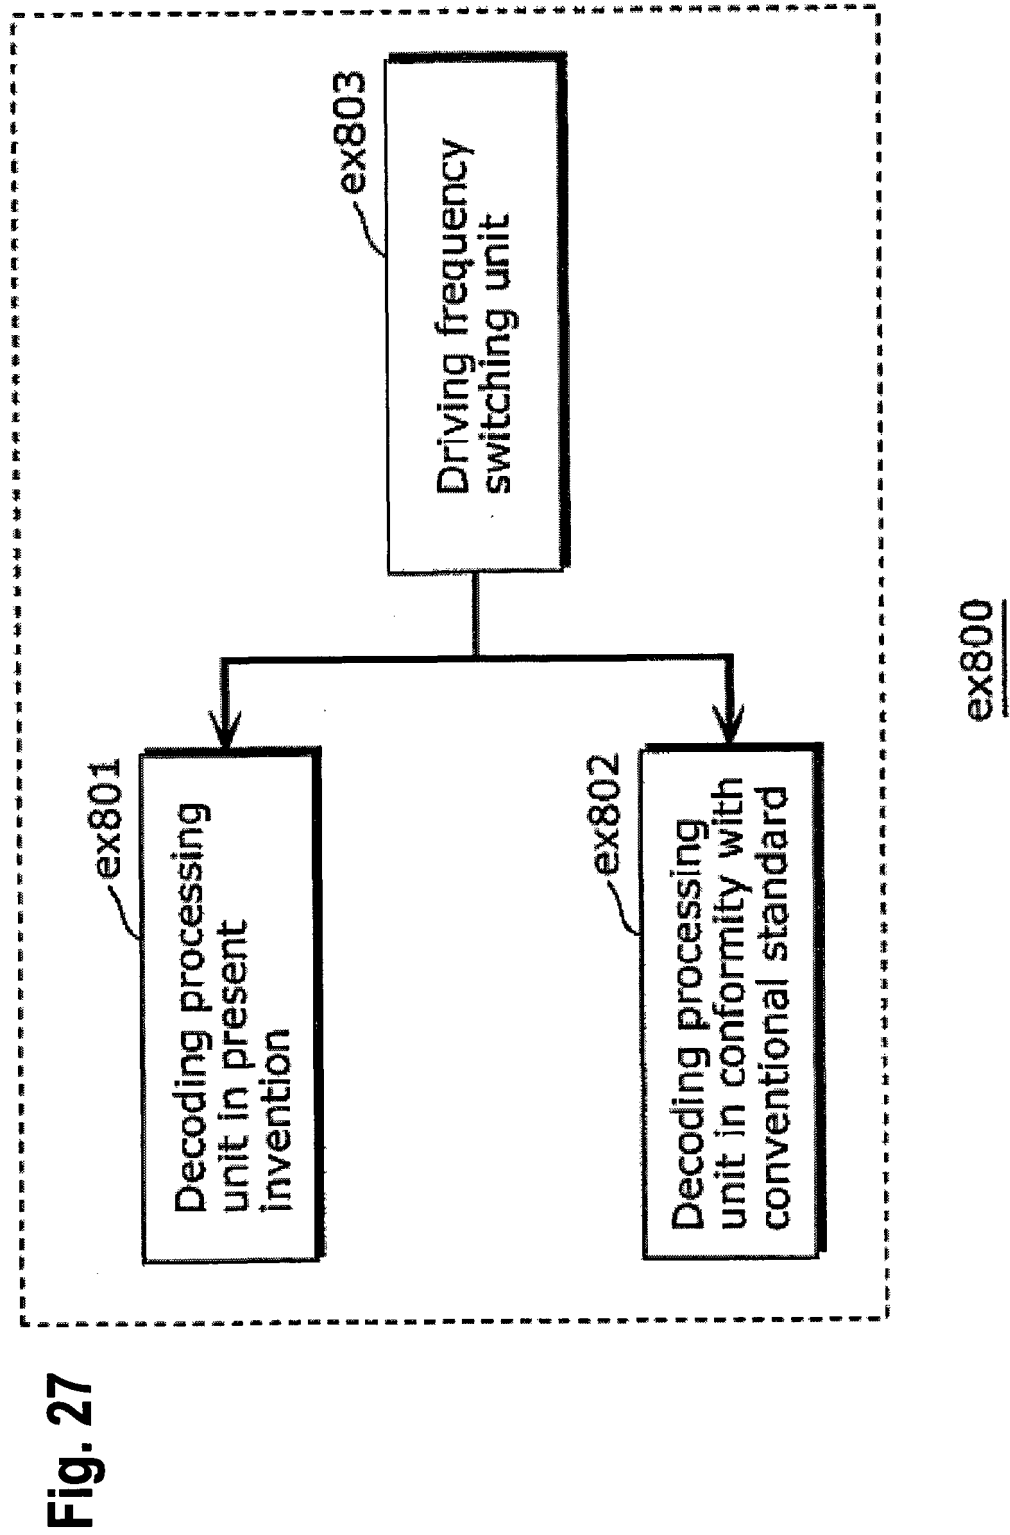 Fig. 27
ex801
Decoding processing
unit in present
invention
ex803
Driving frequency
switching unit
ex802
Decoding processing
unit in conformity with
conventional standard
ex800